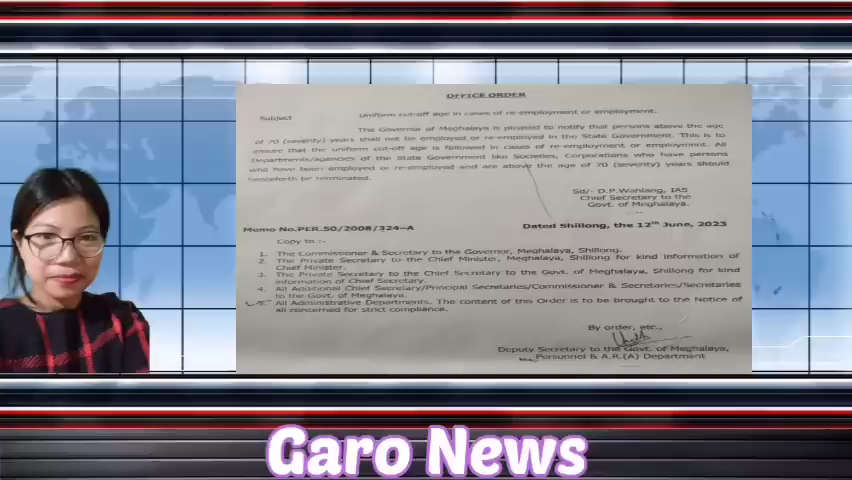 OFFICE ORDER
Subject Uniform cut-off age in cases of re-employment or employment.
The Governor of Meghalaya is pleased to notify that persons above the age
of 70 (seventy) years shall not be employed or re-employed in the State Government. This is to
ensure that the uniform cut-off age is followed in cases of re-employment or employment. All
Departments/agencies of the State Government like Societies, Corporations who have persons
who have been employed or re-employed and are above the age of 70 (seventy) years should
henceforth be terminated.
Sd/- D.P.Wahlang, IAS
Chief Secretary to the
Govt. of Meghalaya.
Memo No.PER.50/2008/324-A Dated Shillong, the 12th June, 2023
Copy to :-
1. The Commissioner & Secretary to the Governor, Meghalaya, Shillong.
2. The Private Secretary to the Chief Minister, Meghalaya, Shillong for kind information of
Chief Minister.
3. The Private Secretary to the Chief Secretary to the Govt. of Meghalaya, Shillong for kind
information of Chief Secretary.
4. All Additional Chief Secretary/Principal Secretaries/Commissioner & Secretaries/Secretaries
to the Govt. of Meghalaya.
5. All Administrative Departments. The content of this Order is to be brought to the Notice of
all concerned for strict compliance.
By order, etc.,
Deputy Secretary to the Govt. of Meghalaya,
Personnel & A.R.(A) Department
Garo News